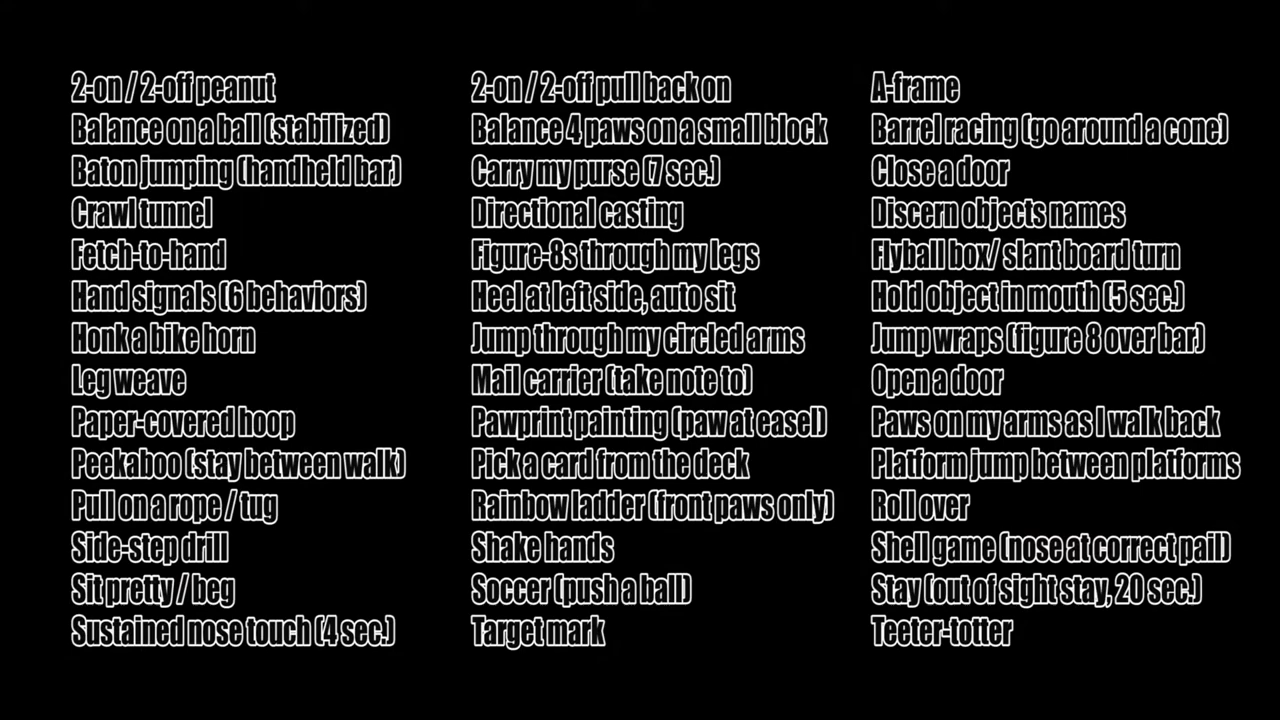 2-on / 2-off peanut
Balance on a ball (stabilized)
Baton jumping (handheld bar)
Crawl tunnel
Fetch-to-hand
Hand signals (6 behaviors)
Honk a bike horn
Leg weave
Paper-covered hoop
Peekaboo (stay between walk)
Pull on a rope / tug
Side-step drill
Sit pretty / beg
Sustained nose touch (4 sec.)
2-on / 2-off pull back on
Balance 4 paws on a small block
Carry my purse (7 sec.)
Directional casting
Figure-8s through my legs
Heel at left side, auto sit
Jump through my circled arms
Mail carrier (take note to)
Pawprint painting (paw at easel)
Pick a card from the deck
Rainbow ladder (front paws only)
Shake hands
Soccer (push a ball)
Target mark
A-frame
Barrel racing (go around a cone)
Close a door
Discern objects names
Flyball box/ slant board turn
Hold object in mouth (5 sec.)
Jump wraps (figure 8 over bar)
Open a door
Paws on my arms as I walk back
Platform jump between platforms
Roll over
Shell game (nose at correct pail)
Stay (out of sight stay, 20 sec.)
Teeter-totter